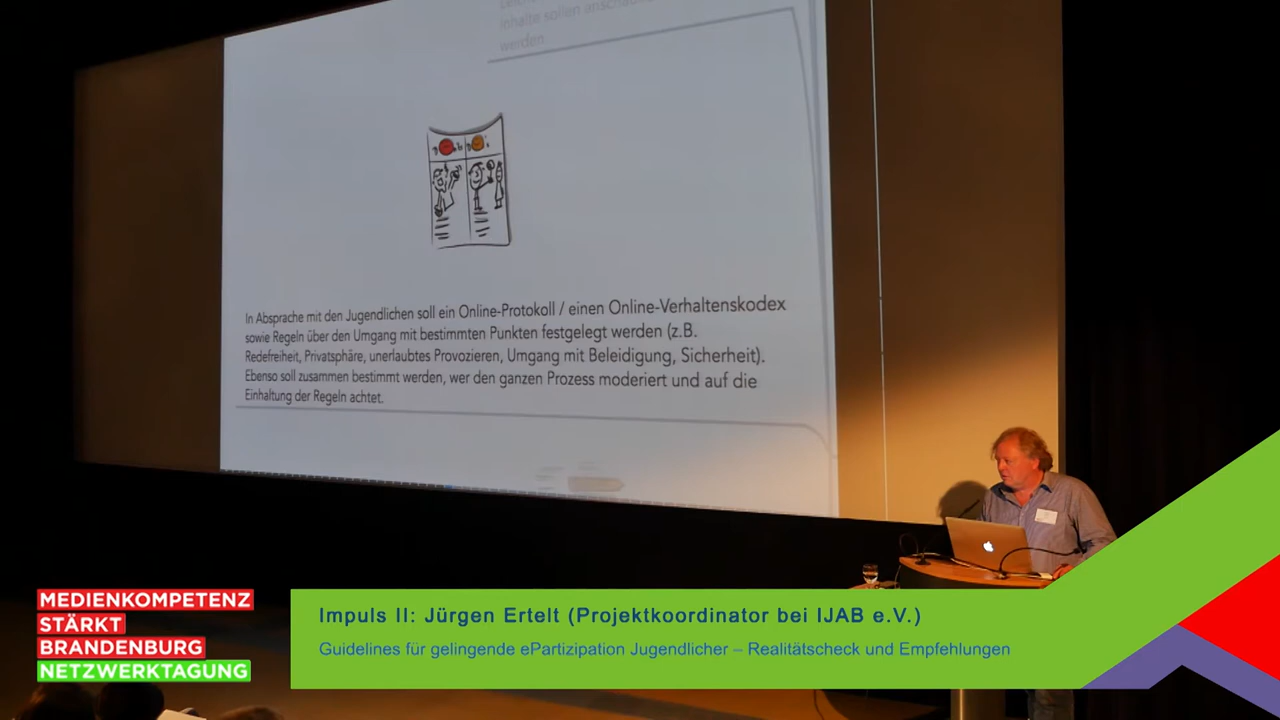 Inhalte sollen
werden
In Absprache mit den Jugendlichen soll ein Online-Protokoll / einen Online-Verhaltenskodex
sowie Regeln über den Umgang mit bestimmten Punkten festgelegt werden (z.B.
Redefreiheit, Privatsphäre, unerlaubtes Provozieren, Umgang mit Beleidigung, Sicherheit).
Ebenso soll zusammen bestimmt werden, wer den ganzen Prozess moderiert und auf die
Einhaltung der Regeln achtet.
MEDIENKOMPETENZ
STÄRKT
BRANDENBURG
NETZWERKTAGUNG
Impuls II: Jürgen Ertelt (Projektkoordinator bei IJAB e.V.)
Guidelines für gelingende ePartizipation Jugendlicher – Realitätscheck und Empfehlungen